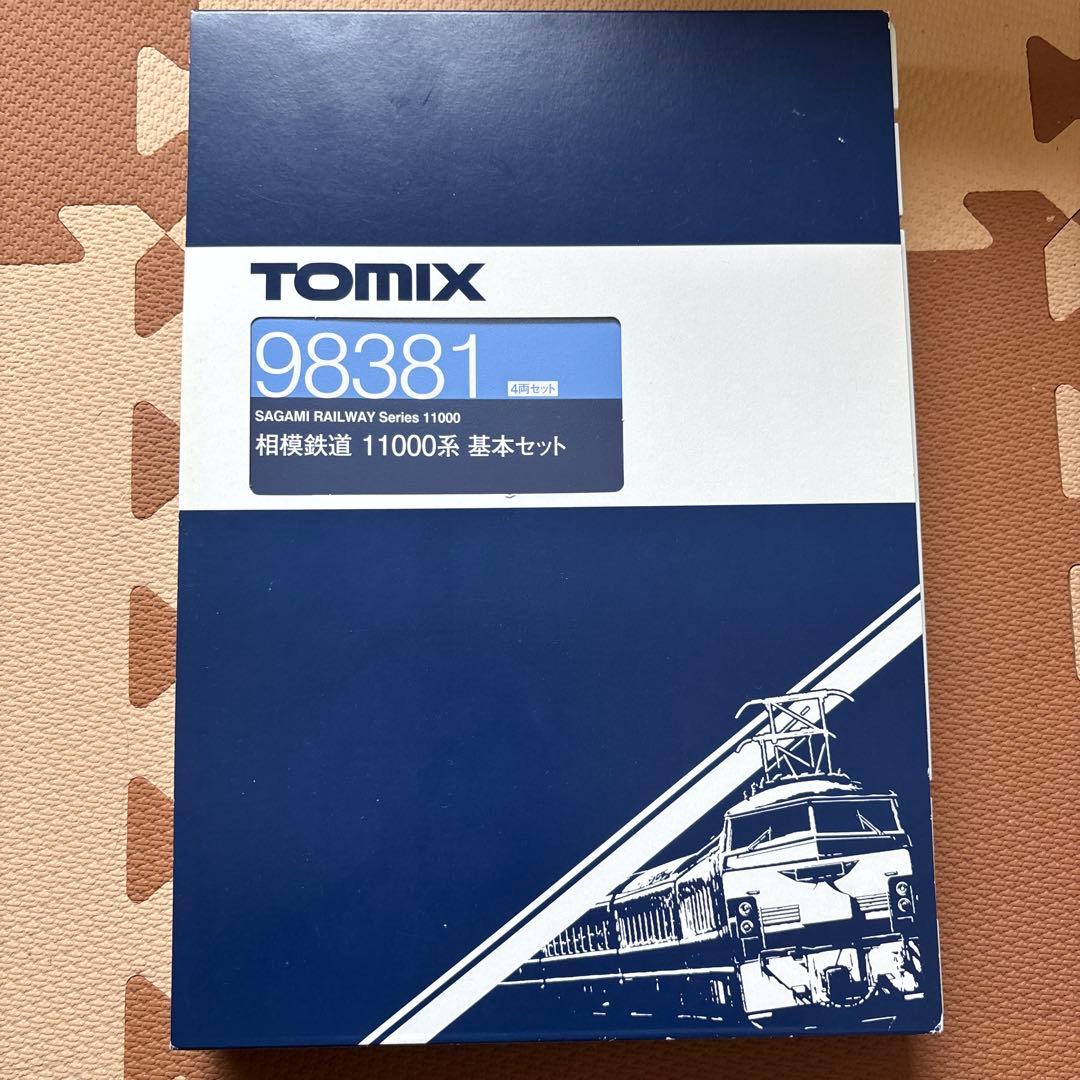 TOMIX
98381
4両セット
SAGAMI RAILWAY Series 11000
相模鉄道 11000系 基本セット